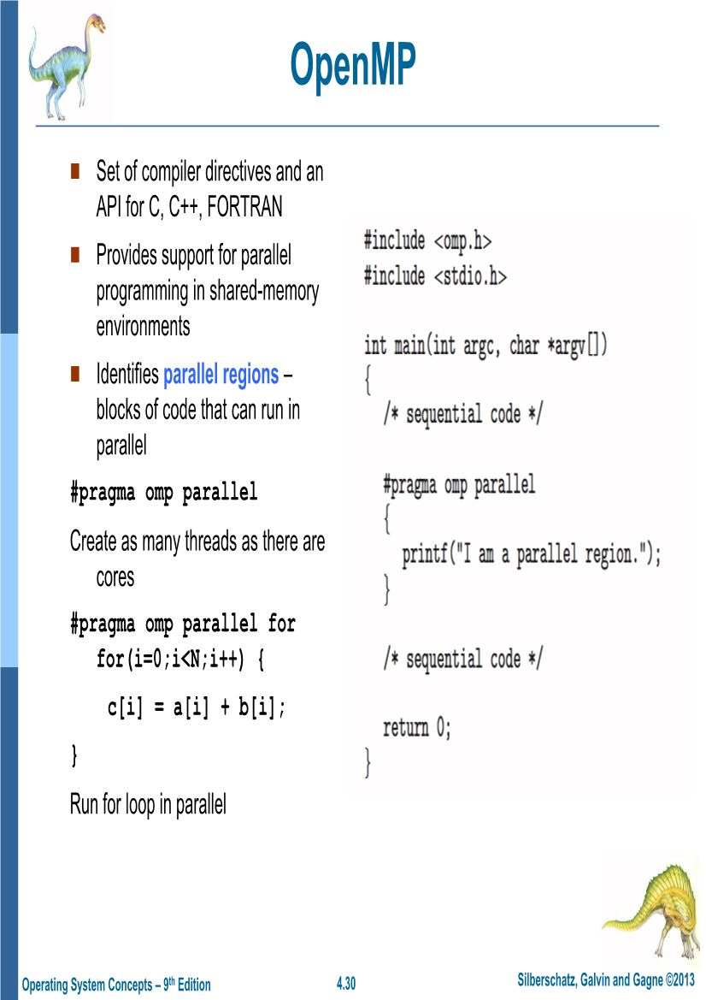 OpenMP
Set of compiler directives and an
API for C, C++, FORTRAN
Provides support for parallel
programming in shared-memory
environments
Identifies parallel regions –
blocks of code that can run in
parallel
#pragma omp parallel
Create as many threads as there are
cores
#pragma omp parallel for
for(i=0;i<N;i++) {
c[i] = a[i] + b[i];
}
Run for loop in parallel
#include <omp.h>
#include <stdio.h>
int main(int argc, char *argv[])
{
/* sequential code */
#pragma omp parallel
{
printf("I am a parallel region.");
}
/* sequential code */
return 0;
}
Operating System Concepts – 9th Edition
4.30
Silberschatz, Galvin and Gagne ©2013